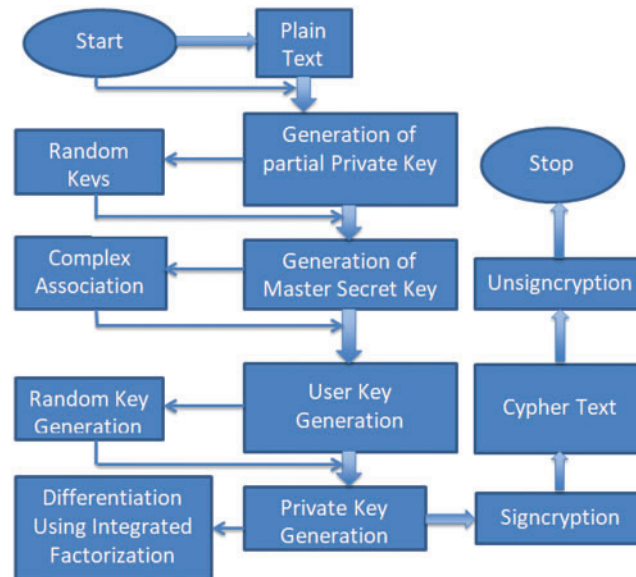 Start
Plain
Text
Generation of
partial Private Key
Random
Keys
Stop
Complex
Association
Generation of
Master Secret Key
Unsigncryption
Random Key
Generation
User Key
Generation
Cypher Text
Differentiation
Using Integrated
Factorization
Private Key
Generation
Signcryption